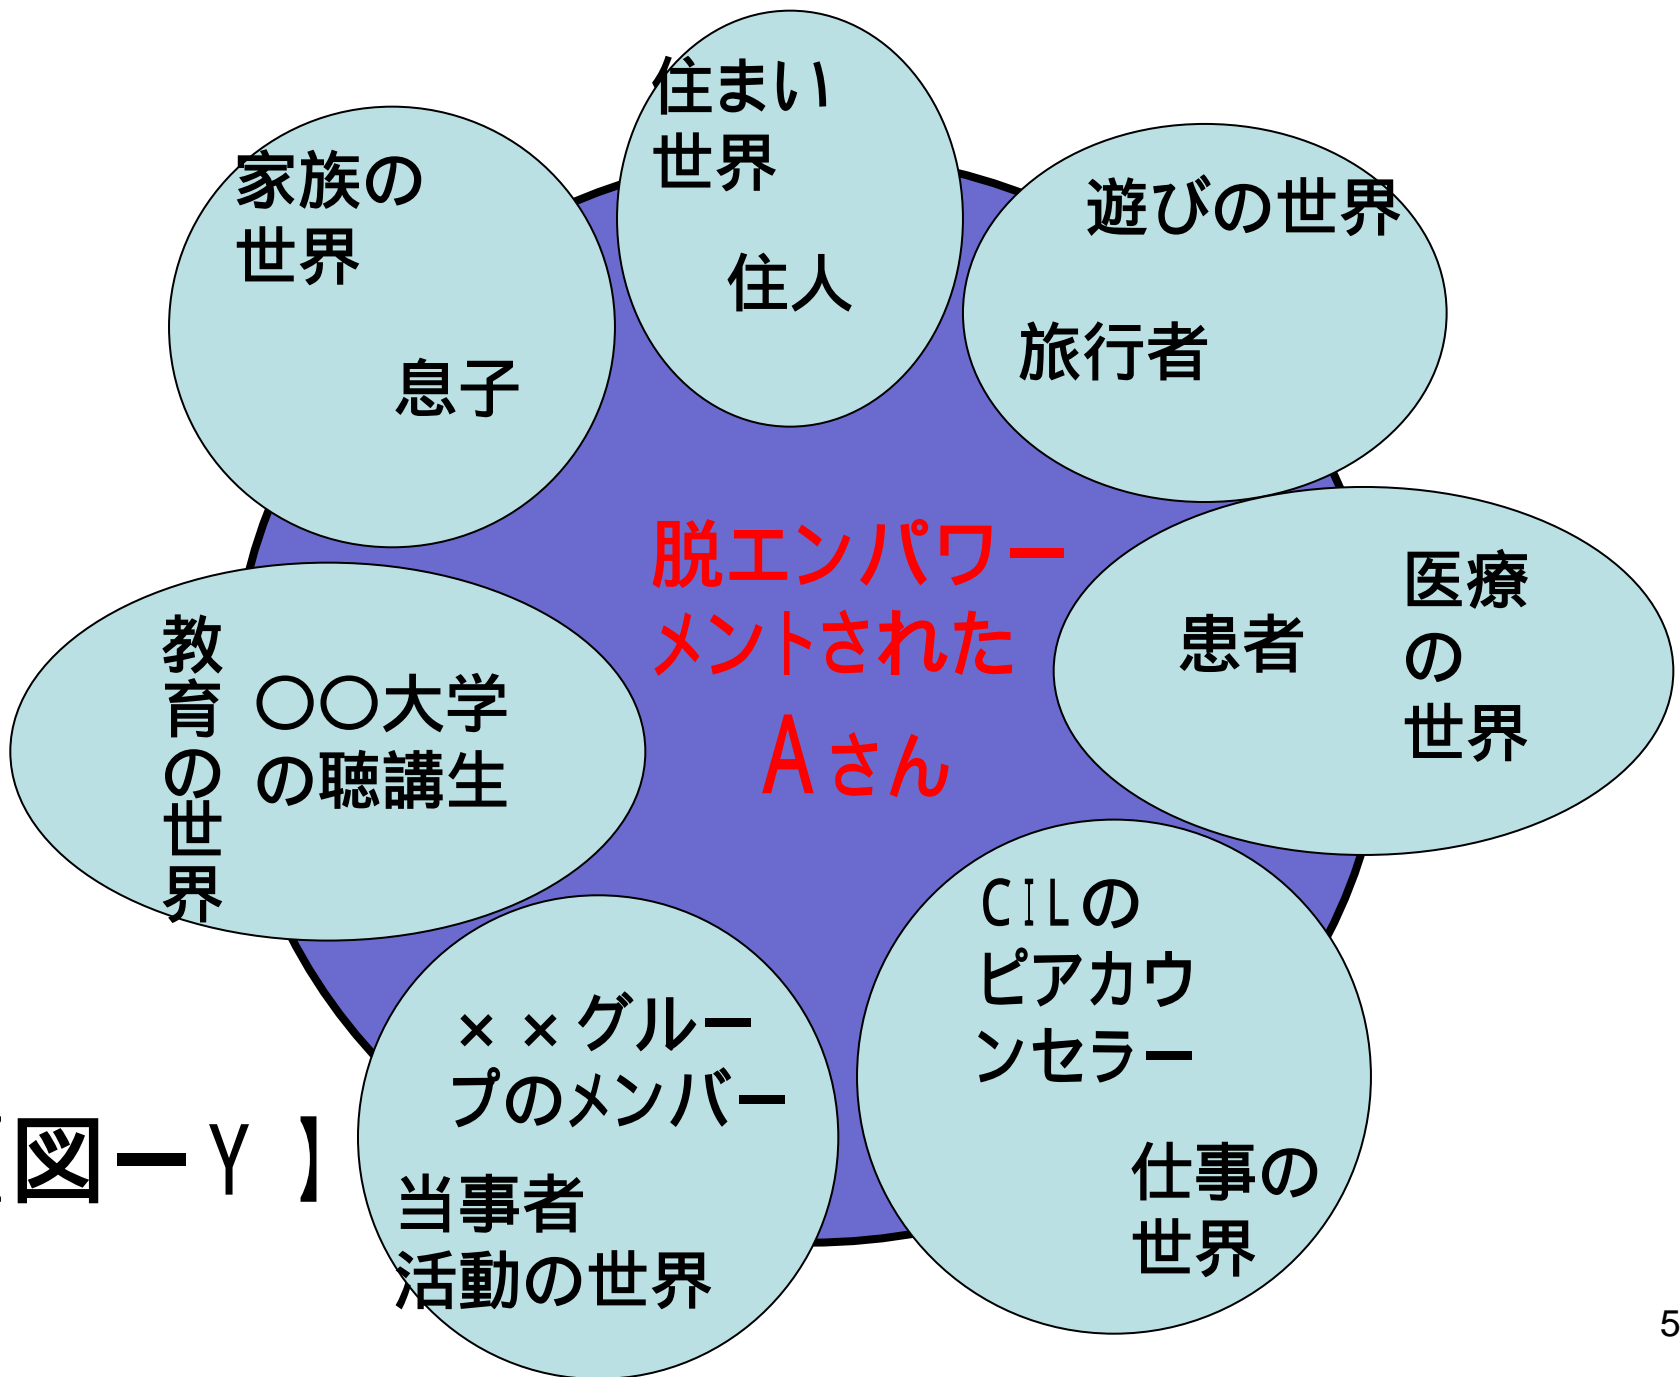 住まい
世界
住人
家族の
世界
息子
遊びの世界
旅行者
脱エンパワー
メントされた
Aさん
医療
の
世界
患者
教育の世界
〇〇大学
の聴講生
CILの
ピアカウ
ンセラー
仕事の
世界
××グルー
プのメンバー
当事者
活動の世界
図ーY】
5